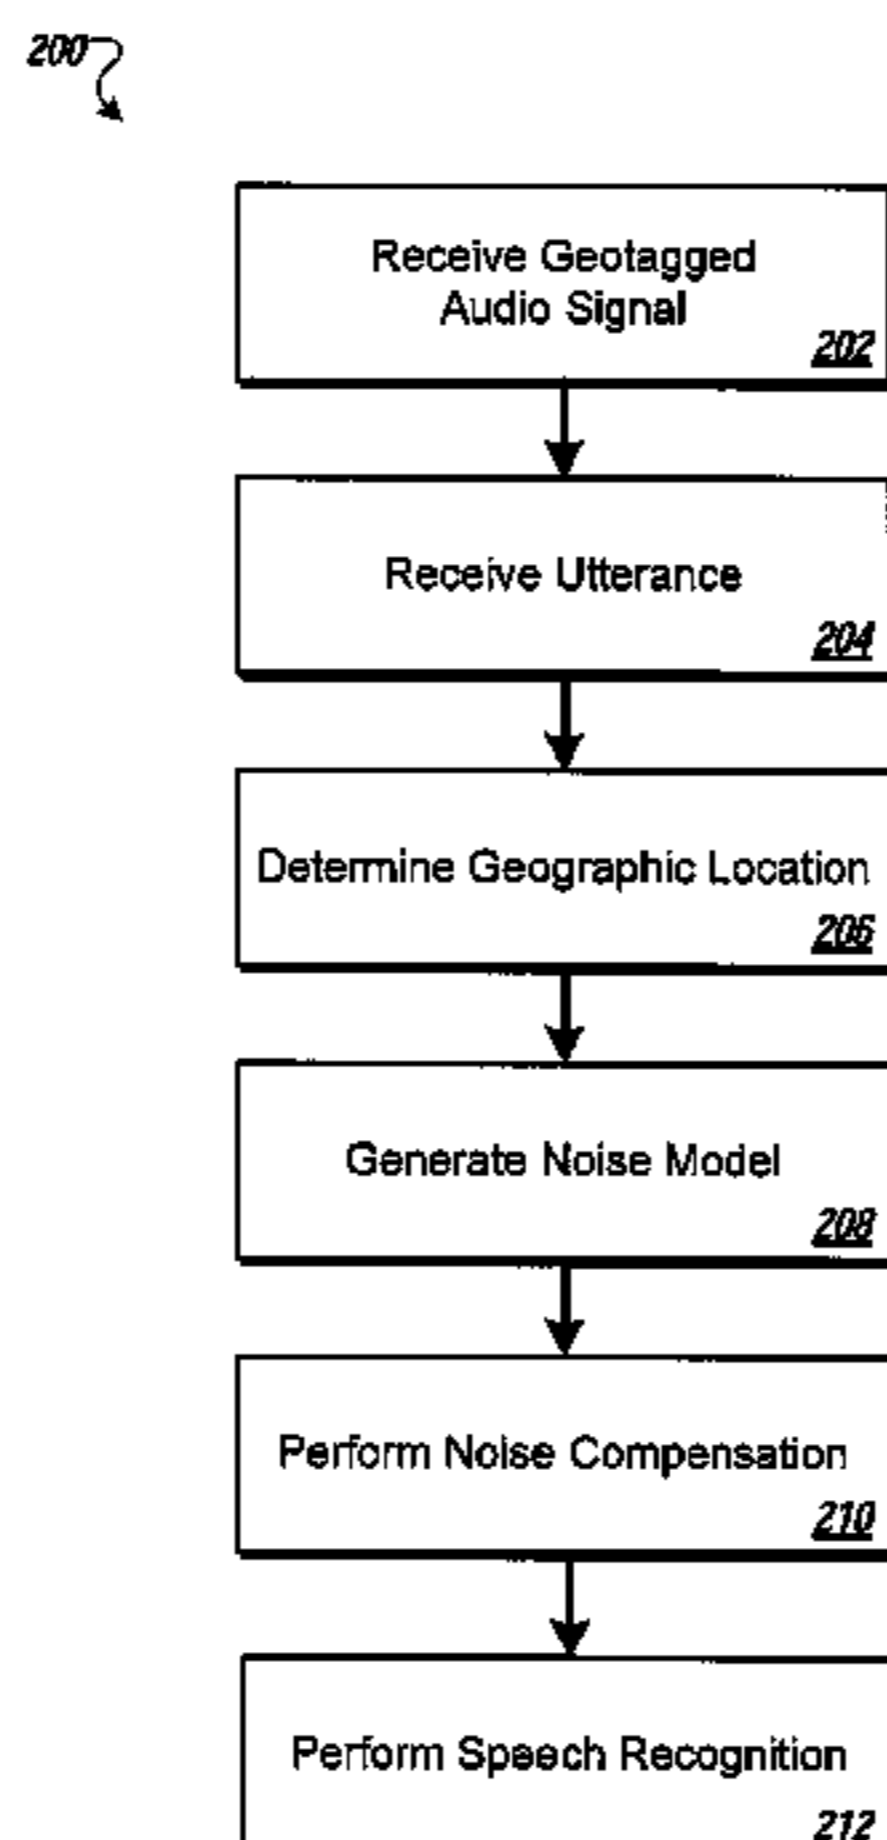 200
Receive Geotagged
Audio Signal
202
Receive Utterance
204
Determine Geographic Location
206
Generate Noise Model
208
Perform Noise Compensation
210
Perform Speech Recognition
212